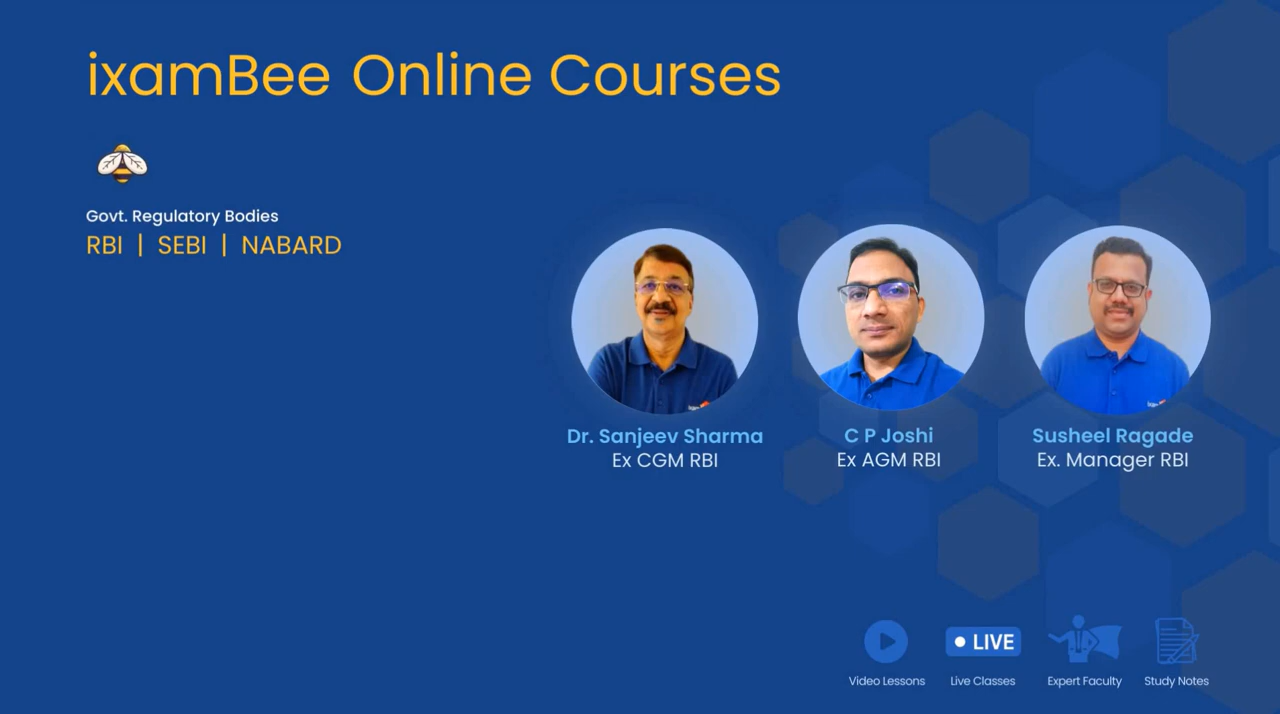 ixamBee Online Courses
Govt. Regulatory Bodies
RBI | SEBI | NABARD
Dr. Sanjeev Sharma
Ex CGM RBI
C P Joshi
Ex AGM RBI
Susheel Ragade
Ex. Manager RBI
LIVE
Video Lessons
Live Classes
Expert Faculty
Study Notes